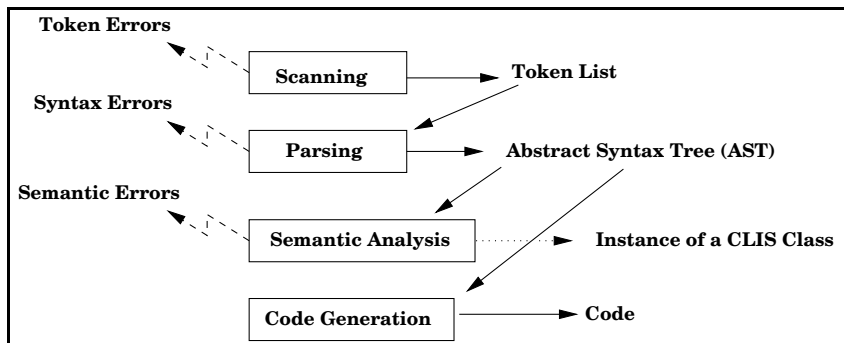 Token Errors
Scanning
Token List
Syntax Errors
Parsing
Abstract Syntax Tree (AST)
Semantic Errors
Semantic Analysis
Instance of a CLIS Class
Code Generation
Code